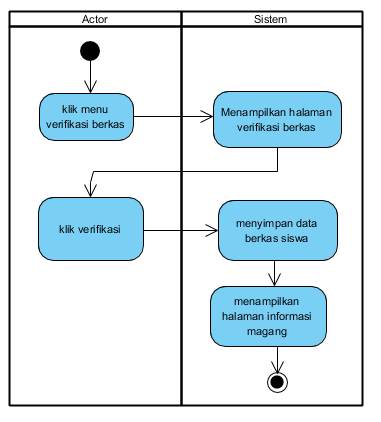 Actor
Sistem
klik menu
verifikasi berkas
Menampilkan halaman
verifikasi berkas
klik verifikasi
menyimpan data
berkas siswa
menampilkan
halaman informasi
magang